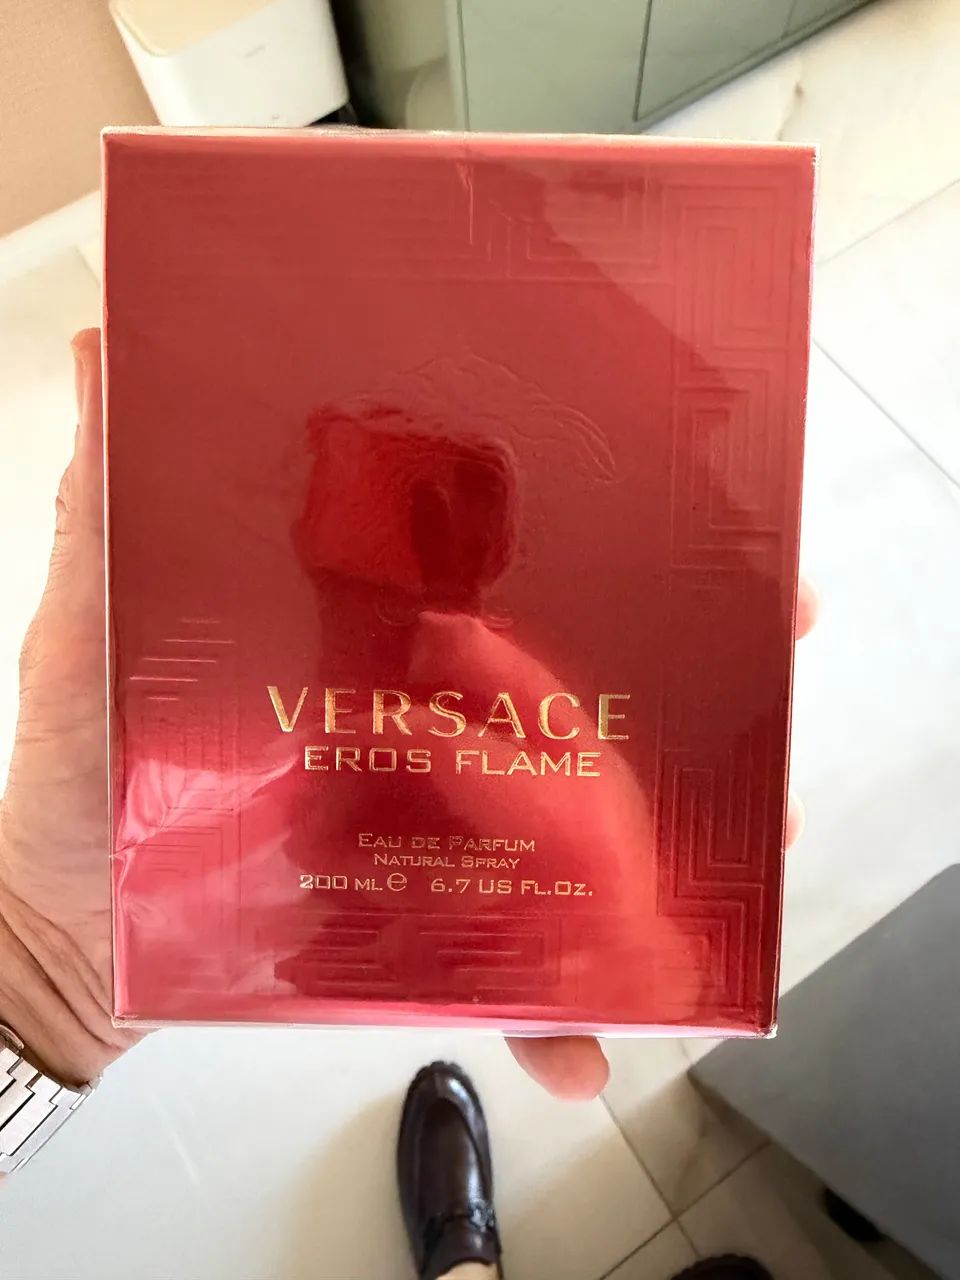 VERSACE
EROS FLAME
EAU DE PARFUM
NATURAL SPRAY
200 ML ℮ 6.7 US FL.OZ.